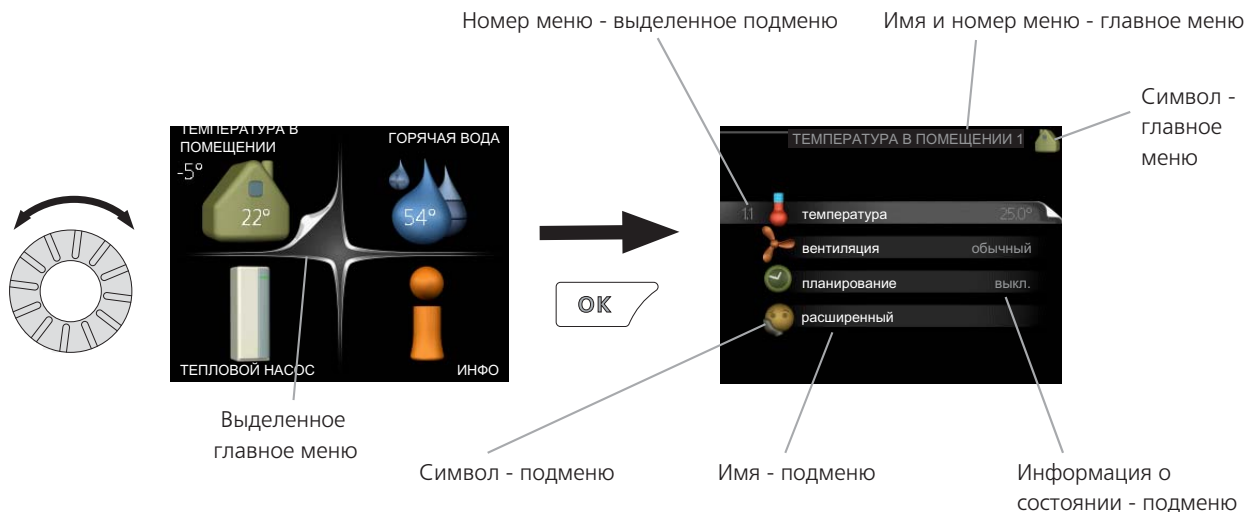 Номер меню - выделенное подменю
Имя и номер меню - главное меню
Символ -
главное
меню
ТЕМПЕРАТУРА В
ПОМЕЩЕНИИ
ГОРЯЧАЯ ВОДА
-5°
22°
54°
ТЕПЛОВОЙ НАСОС
ИНФО
OK
ТЕМПЕРАТУРА В ПОМЕЩЕНИИ 1
1.1 температура 25.0°
вентиляция обычный
планирование выкл.
расширенный
Выделенное
главное меню
Символ - подменю
Имя - подменю
Информация о
состоянии - подменю